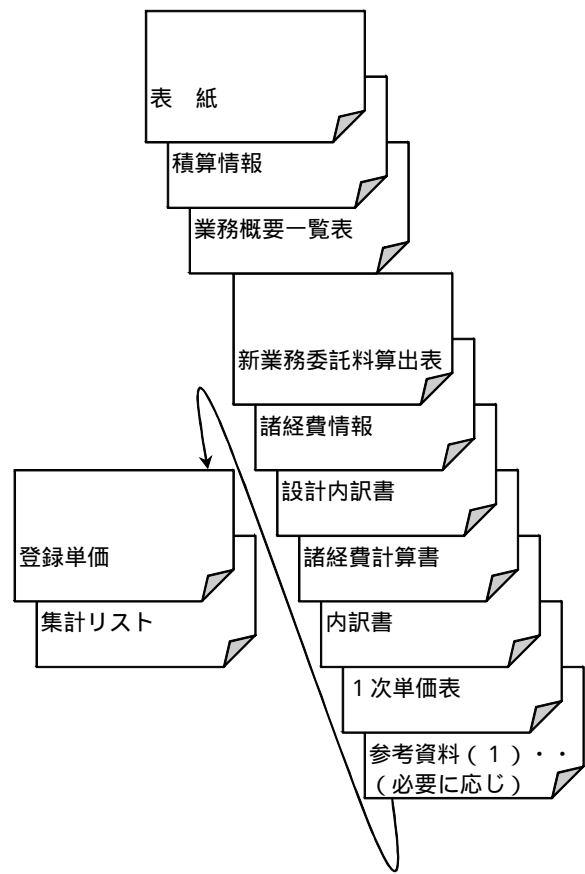 表　紙
積算情報
業務概要一覧表
新業務委託料算出表
諸経費情報
設計内訳書
諸経費計算書
内訳書
１次単価表
参考資料（１）・・
（必要に応じ）
登録単価
集計リスト